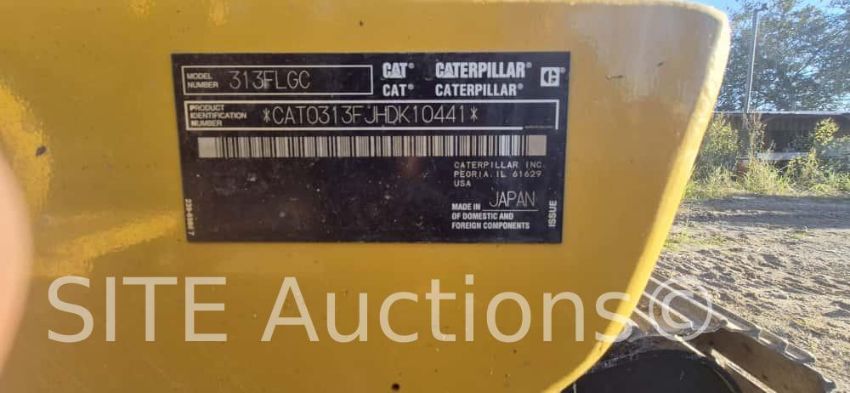 MODEL NUMBER 313FLGC
CAT® CATERPILLAR® C
CAT® CATERPILLAR®
PRODUCT IDENTIFICATION NUMBER *CAT0313FJHDK10441*
CATERPILLAR INC.
PEORIA, IL 61629
USA
MADE IN JAPAN
OF DOMESTIC AND
FOREIGN COMPONENTS
ISSUE
SITE Auctions©